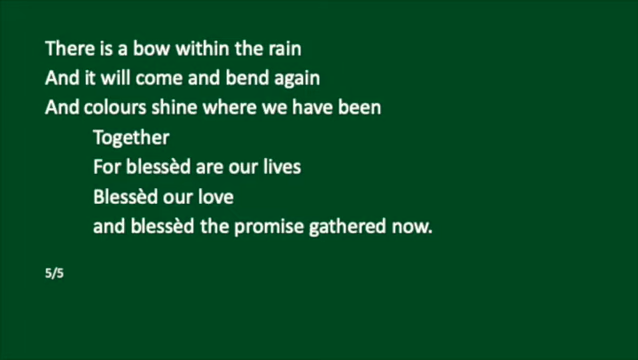 There is a bow within the rain
And it will come and bend again
And colours shine where we have been
Together
For blessèd are our lives
Blessèd our love
and blessèd the promise gathered now.
5/5